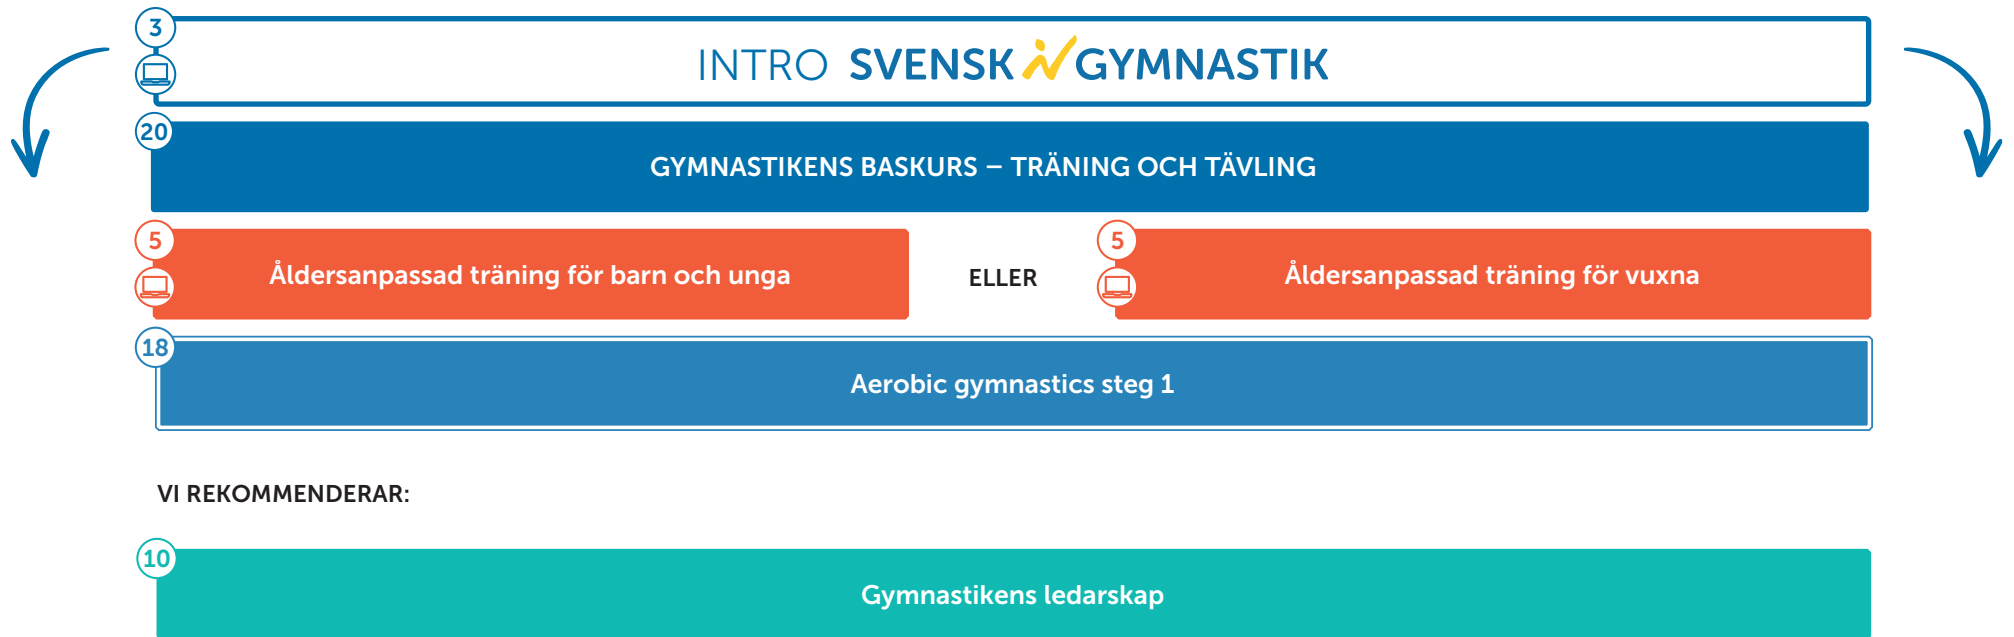 3
INTRO SVENSK GYMNASTIK
20
GYMNASTIKENS BASKURS – TRÄNING OCH TÄVLING
5
Åldersanpassad träning för barn och unga
ELLER
5
Åldersanpassad träning för vuxna
18
Aerobic gymnastics steg 1
VI REKOMMENDERAR:
10
Gymnastikens ledarskap